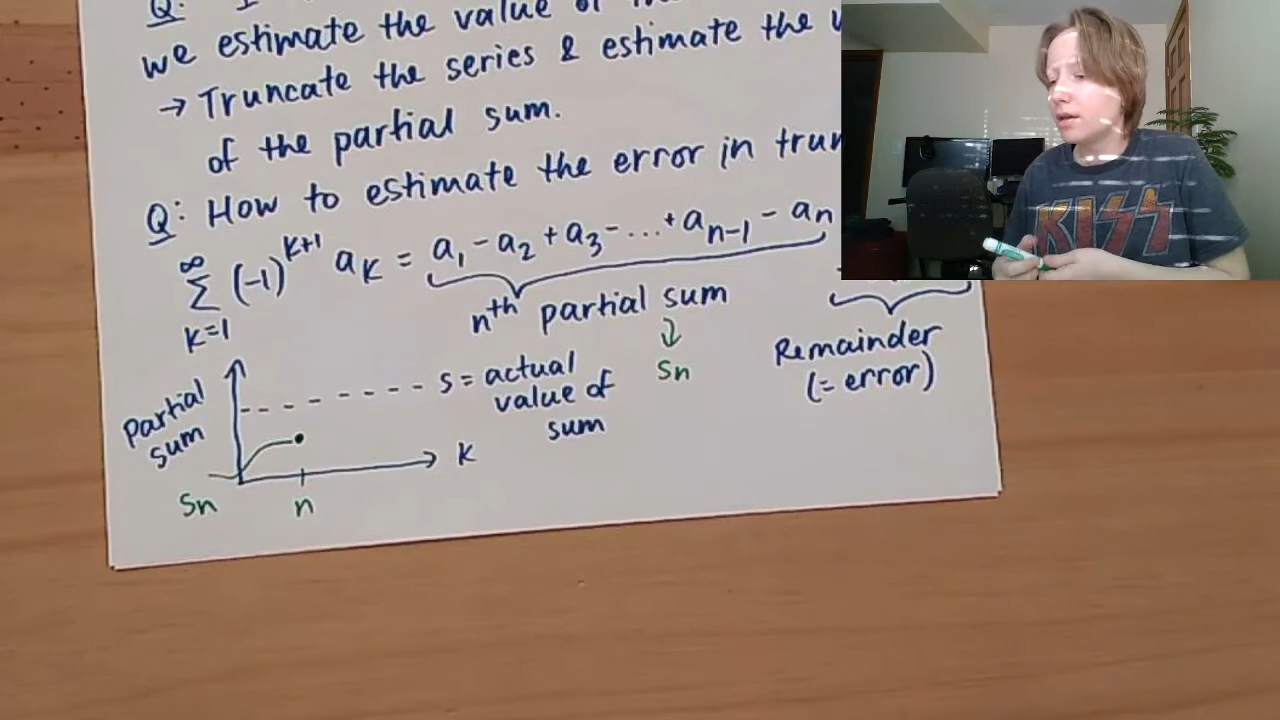 Q:
we estimate the value of
→ Truncate the series & estimate the
of the partial sum.
Q: How to estimate the error in
∞
Σ (-1)^{k+1} a_k = a_1 - a_2 + a_3 - ... + a_{n-1} - a_n
k=1
nth partial sum
↓
Sn
Remainder
(= error)
Partial
sum
Sn
n
k
S = actual
value of
sum
KISS